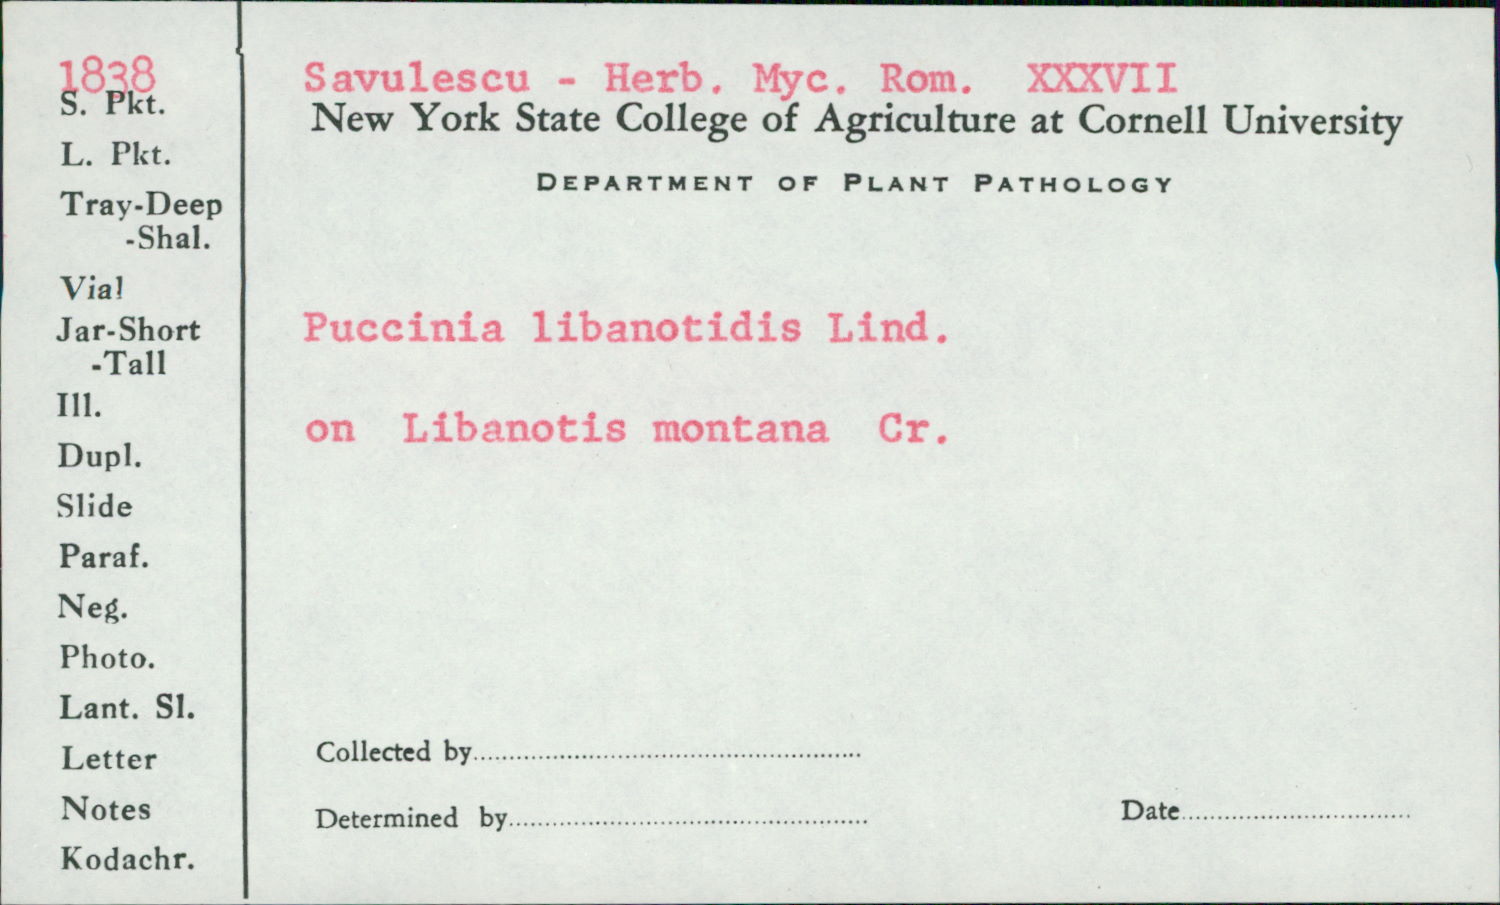 1838
S. Pkt.
L. Pkt.
Tray-Deep
-Shal.
Vial
Jar-Short
-Tall
Ill.
Dupl.
Slide
Paraf.
Neg.
Photo.
Lant. Sl.
Letter
Notes
Kodachr.
Savulescu - Herb. Myc. Rom. XXXVII
New York State College of Agriculture at Cornell University
DEPARTMENT OF PLANT PATHOLOGY
Puccinia libanotidis Lind.
on Libanotis montana Cr.
Collected by
Determined by
Date